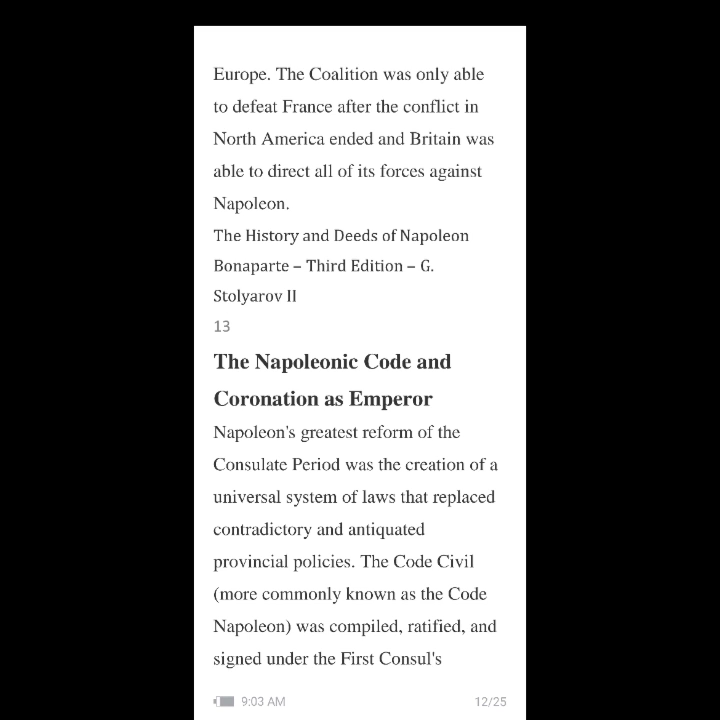 Europe. The Coalition was only able
to defeat France after the conflict in
North America ended and Britain was
able to direct all of its forces against
Napoleon.
The History and Deeds of Napoleon
Bonaparte – Third Edition – G.
Stolyarov II
13
The Napoleonic Code and
Coronation as Emperor
Napoleon's greatest reform of the
Consulate Period was the creation of a
universal system of laws that replaced
contradictory and antiquated
provincial policies. The Code Civil
(more commonly known as the Code
Napoleon) was compiled, ratified, and
signed under the First Consul's
9:03 AM 12/25